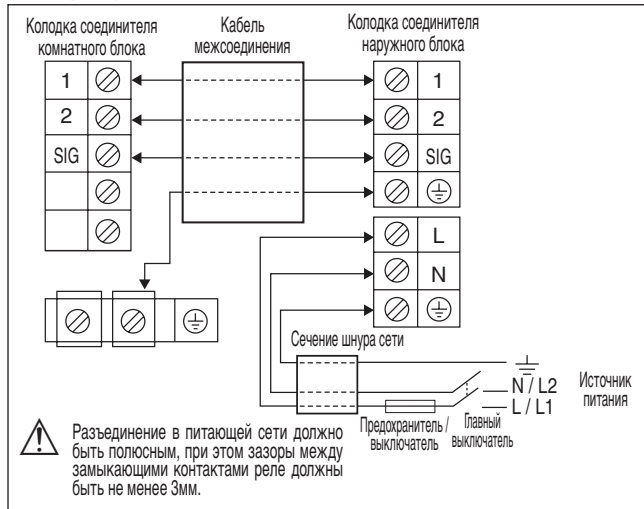 Колодка соединителя
комнатного блока
Кабель
межсоединения
Колодка соединителя
наружного блока
1
2
SIG
1
2
SIG
L
N
Сечение шнура сети
N / L2
L / L1
Источник
питания
Предохранитель /
выключатель
Главный
выключатель
Разъединение в питающей сети должно
быть полюсным, при этом зазоры между
замыкающими контактами реле должны
быть не менее 3мм.